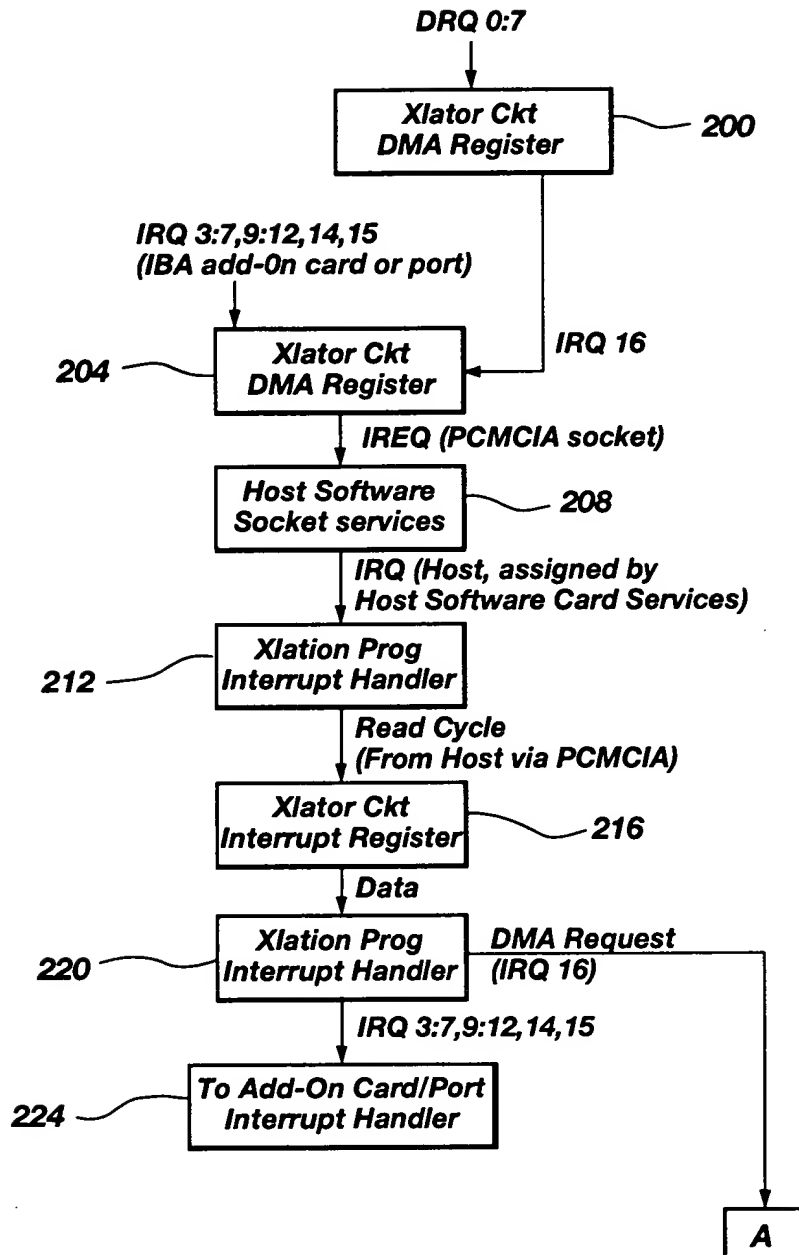 DRQ 0:7
Xlator Ckt
DMA Register
200
IRQ 3:7,9:12,14,15
(IBA add-On card or port)
IRQ 16
204
Xlator Ckt
DMA Register
IREQ (PCMCIA socket)
Host Software
Socket services
208
IRQ (Host, assigned by
Host Software Card Services)
212
Xlation Prog
Interrupt Handler
Read Cycle
(From Host via PCMCIA)
Xlator Ckt
Interrupt Register
216
Data
220
Xlation Prog
Interrupt Handler
DMA Request
(IRQ 16)
IRQ 3:7,9:12,14,15
224
To Add-On Card/Port
Interrupt Handler
A